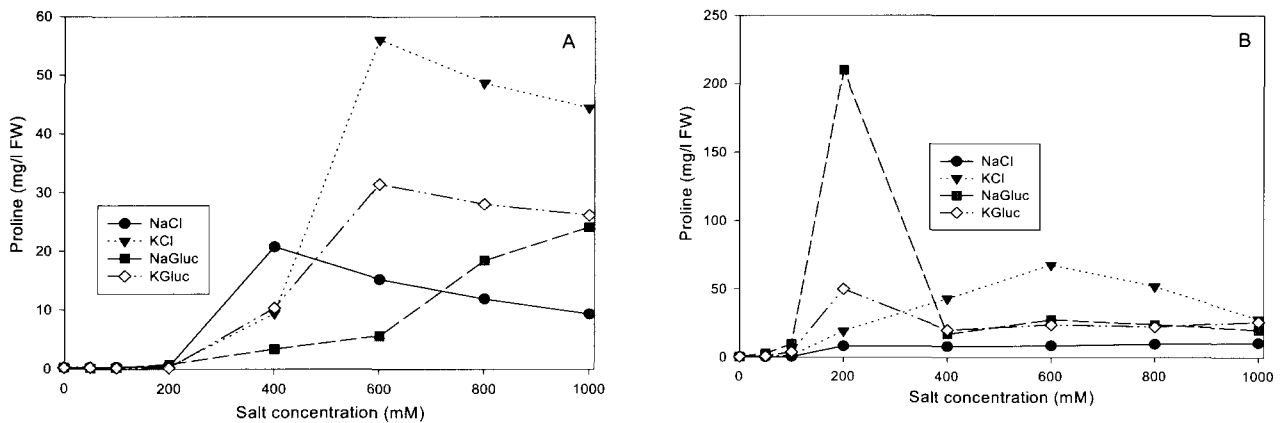 60
50
40
30
20
10
0
Proline (mg/l FW)
A
NaCl
KCl
NaGluc
KGluc
0 200 400 600 800 1000
Salt concentration (mM)
250
200
150
100
50
0
Proline (mg/l FW)
B
NaCl
KCl
NaGluc
KGluc
0 200 400 600 800 1000
Salt concentration (mM)